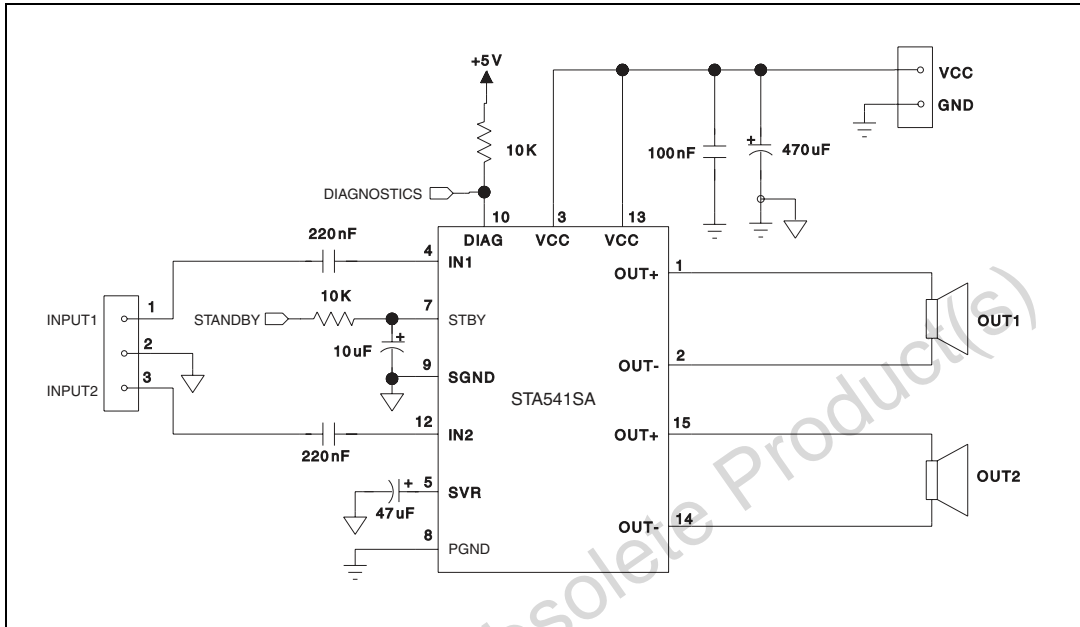 +5V
VCC
GND
10K
100nF
+
470uF
DIAGNOSTICS
10
3
13
220nF
DIAG
VCC
VCC
4
IN1
OUT+
1
10K
INPUT1
1
STANDBY
7
STBY
OUT1
2
10uF
+
9
SGND
OUT-
2
INPUT2
3
STA541SA
12
IN2
OUT+
15
220nF
47uF
+
5
SVR
OUT2
8
PGND
OUT-
14
bsolete Product(s)